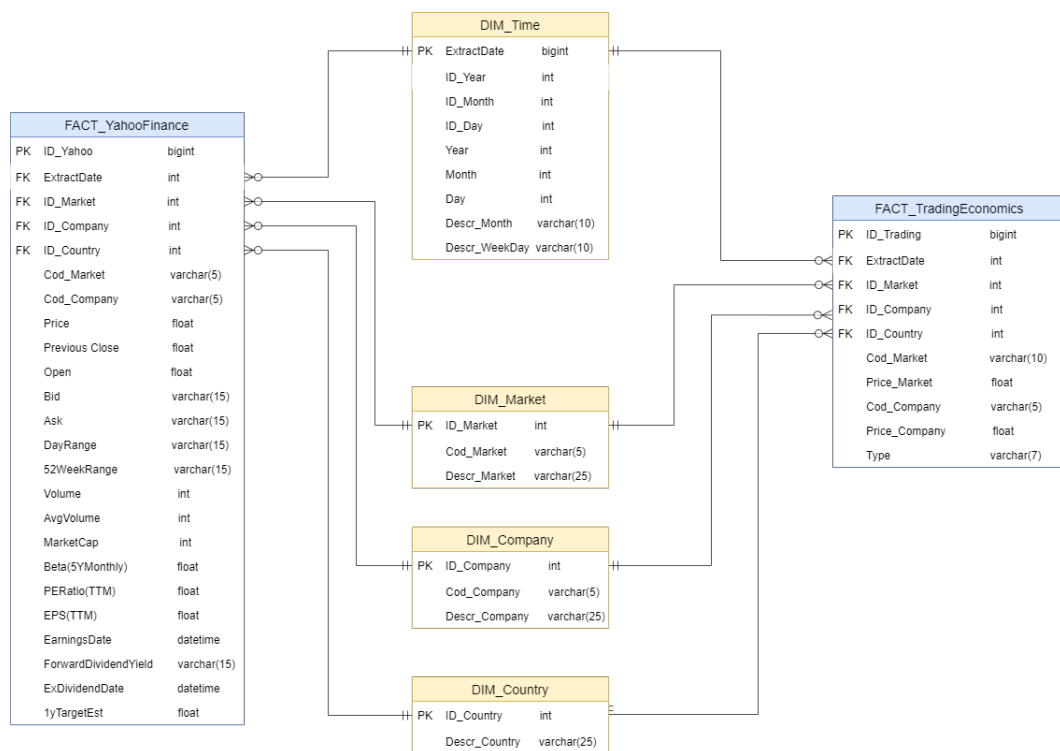 DIM_Time
PK ExtractDate bigint
ID_Year int
ID_Month int
ID_Day int
Year int
Month int
Day int
Descr_Month varchar(10)
Descr_WeekDay varchar(10)
FACT_YahooFinance
PK ID_Yahoo bigint
FK ExtractDate int
FK ID_Market int
FK ID_Company int
FK ID_Country int
Cod_Market varchar(5)
Cod_Company varchar(5)
Price float
Previous Close float
Open float
Bid varchar(15)
Ask varchar(15)
DayRange varchar(15)
52WeekRange varchar(15)
Volume int
AvgVolume int
MarketCap int
Beta(5YMonthly) float
PERatio(TTM) float
EPS(TTM) float
EarningsDate datetime
ForwardDividendYield varchar(15)
ExDividendDate datetime
1yTargetEst float
FACT_TradingEconomics
PK ID_Trading bigint
FK ExtractDate int
FK ID_Market int
FK ID_Company int
FK ID_Country int
Cod_Market varchar(10)
Price_Market float
Cod_Company varchar(5)
Price_Company float
Type varchar(7)
DIM_Market
PK ID_Market int
Cod_Market varchar(5)
Descr_Market varchar(25)
DIM_Company
PK ID_Company int
Cod_Company varchar(5)
Descr_Company varchar(25)
DIM_Country
PK ID_Country int
Descr_Country varchar(25)